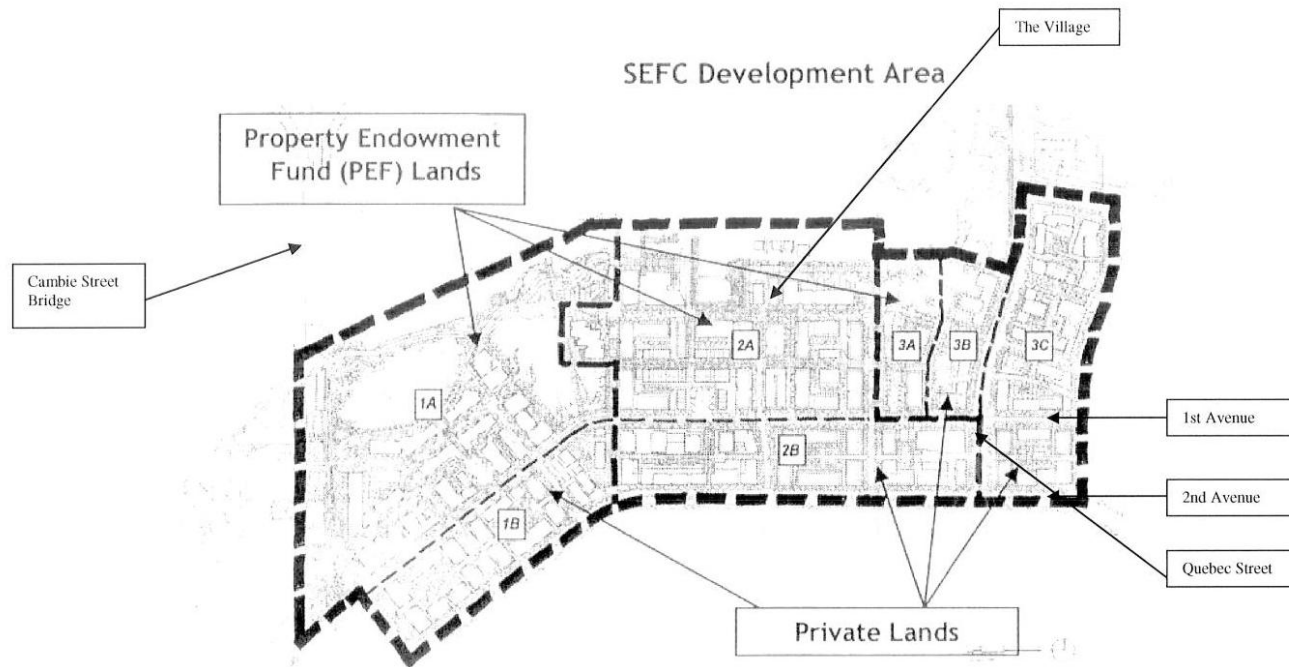 The Village
SEFC Development Area
Property Endowment
Fund (PEF) Lands
Cambie Street
Bridge
2A
3A
3B
3C
1A
1st Avenue
2B
2nd Avenue
1B
Quebec Street
Private Lands